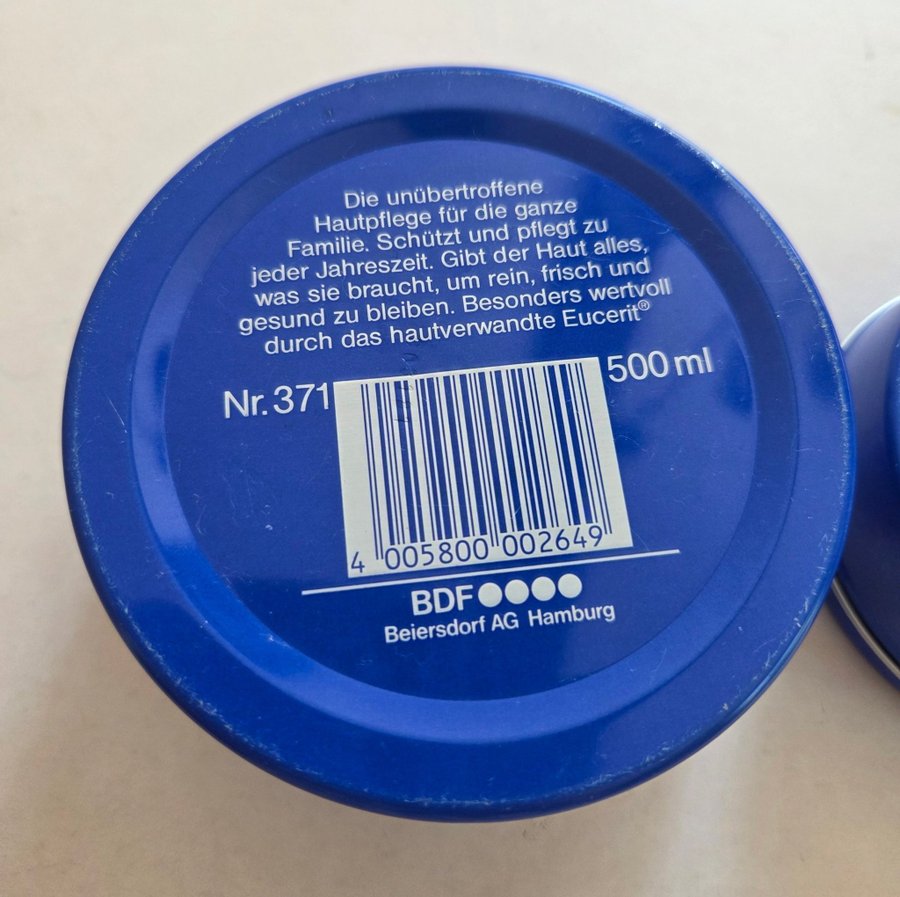 Die unübertroffene
Hautpflege für die ganze
Familie. Schützt und pflegt zu
jeder Jahreszeit. Gibt der Haut alles,
was sie braucht, um rein, frisch und
gesund zu bleiben. Besonders wertvoll
durch das hautverwandte Eucerit®
Nr. 371 500 ml
4 005800 002649
BDF●●●●
Beiersdorf AG Hamburg